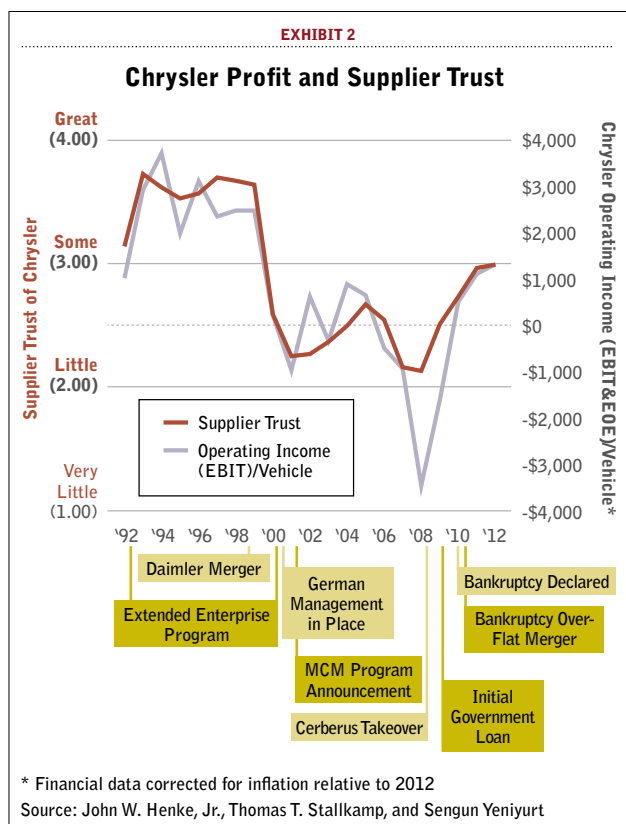 EXHIBIT 2
Chrysler Profit and Supplier Trust
Great
(4.00)
Some
(3.00)
Little
(2.00)
Very
Little
(1.00)
Supplier Trust of Chrysler
$4,000
$3,000
$2,000
$1,000
$0
-$1,000
-$2,000
-$3,000
-$4,000
Chrysler Operating Income (EBIT&EOE)/Vehicle*
Supplier Trust
Operating Income
(EBIT)/Vehicle
'92 '94 '96 '98 '00 '02 '04 '06 '08 '10 '12
Daimler Merger
Extended Enterprise
Program
German
Management
in Place
MCM Program
Announcement
Cerberus Takeover
Bankruptcy Declared
Bankruptcy Over-
Flat Merger
Initial
Government
Loan
* Financial data corrected for inflation relative to 2012
Source: John W. Henke, Jr., Thomas T. Stallkamp, and Sengun Yeniyurt